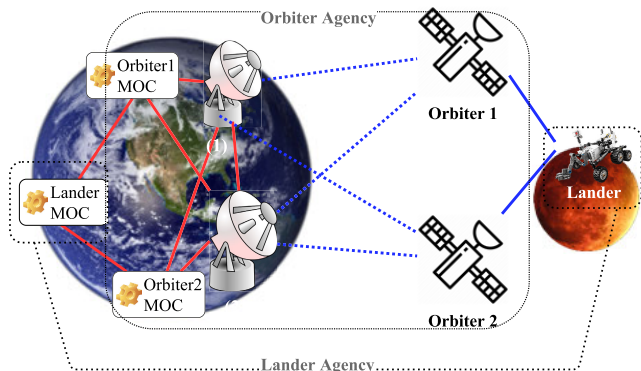 Orbiter Agency
Orbiter1
MOC
Orbiter 1
(1)
Lander
MOC
Lander
Orbiter2
MOC
Orbiter 2
Lander Agency